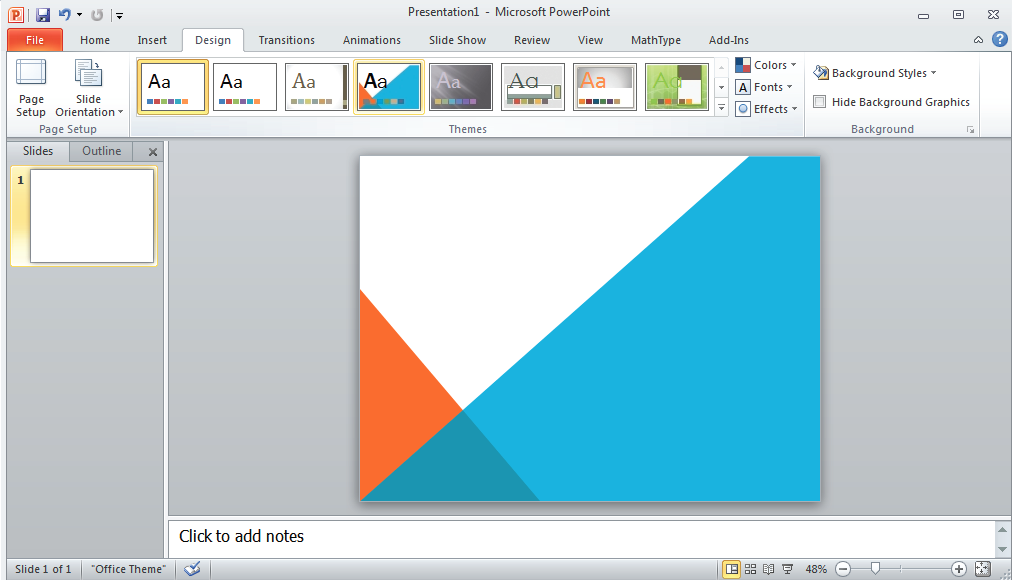 Presentation1 - Microsoft PowerPoint
File Home Insert Design Transitions Animations Slide Show Review View MathType Add-Ins
Page Setup
Slide Orientation
Page Setup
Aa Aa Aa Aa Aa Aa Aa Aa
Themes
Colors
Fonts
Effects
Background Styles
Hide Background Graphics
Background
Slides Outline
1
Click to add notes
Slide 1 of 1 "Office Theme" 48%